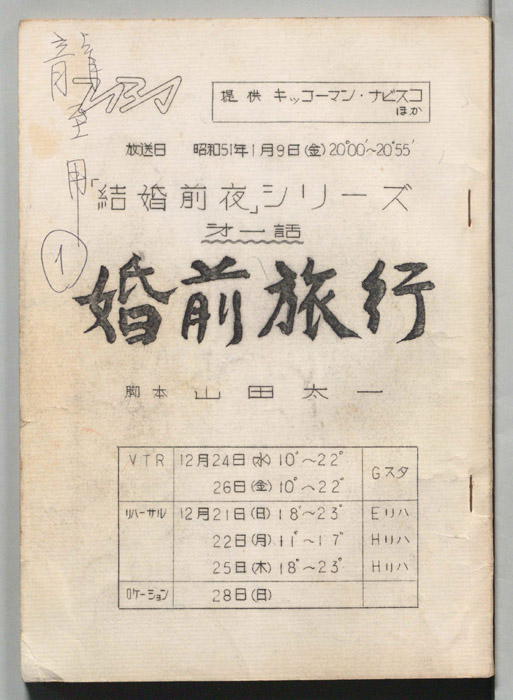 提供 キッコーマン・ナビスコ
ほか
放送日 昭和51年1月9日(金)20°00′〜20°55′
「結婚前夜」シリーズ
才一話
婚前旅行
脚本 山田太一
VTR 12月24日(水)10°〜22° Gスタ
26日(金)10°〜22°
リハーサル 12月21日(日)18°〜23° Eリハ
22日(月)11°〜17° Hリハ
25日(木)18°〜23° Hリハ
ロケーション 28日(日)
龍
用
1